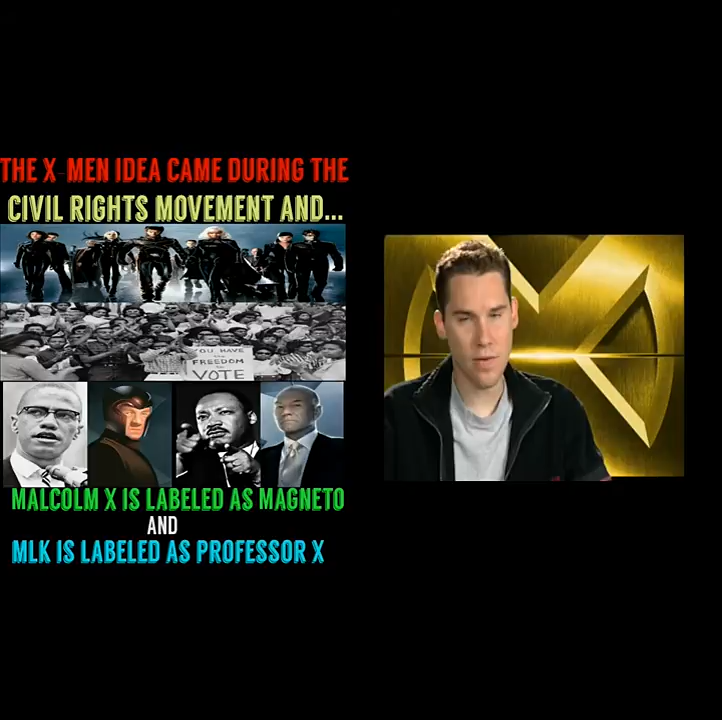 THE X-MEN IDEA CAME DURING THE
CIVIL RIGHTS MOVEMENT AND...
YOU HAVE
FREEDOM
VOTE
MALCOLM X IS LABELED AS MAGNETO
AND
MLK IS LABELED AS PROFESSOR X